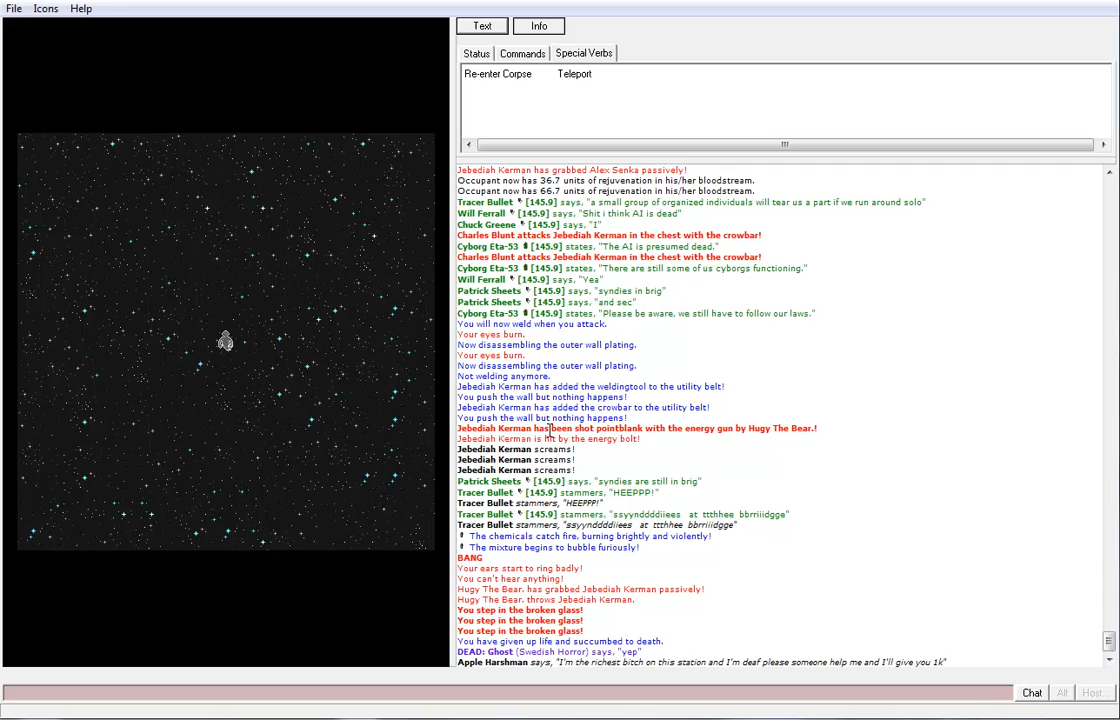 File Icons Help
Text Info
Status Commands Special Verbs
Re-enter Corpse Teleport
Jebediah Kerman has grabbed Alex Senka passively!
Occupant now has 36.7 units of rejuvenation in his/her bloodstream.
Occupant now has 66.7 units of rejuvenation in his/her bloodstream.
Tracer Bullet [145.9] says, "a small group of organized individuals will tear us a part if we run around solo"
Will Ferrall [145.9] says, "Shit i think AI is dead"
Chuck Greene [145.9] says, "I"
Charles Blunt attacks Jebediah Kerman in the chest with the crowbar!
Cyborg Eta-53 [145.9] states, "The AI is presumed dead."
Charles Blunt attacks Jebediah Kerman in the chest with the crowbar!
Cyborg Eta-53 [145.9] states, "There are still some of us cyborgs functioning."
Will Ferrall [145.9] says, "Yea"
Patrick Sheets [145.9] says, "syndies in brig"
Patrick Sheets [145.9] says, "and sec"
Cyborg Eta-53 [145.9] states, "Please be aware, we still have to follow our laws."
You will now weld when you attack.
Your eyes burn.
Now disassembling the outer wall plating.
Your eyes burn.
Now disassembling the outer wall plating.
Not welding anymore.
Jebediah Kerman has added the weldingtool to the utility belt!
You push the wall but nothing happens!
Jebediah Kerman has added the crowbar to the utility belt!
You push the wall but nothing happens!
Jebediah Kerman has been shot pointblank with the energy gun by Hugy The Bear.!
Jebediah Kerman is hit by the energy bolt!
Jebediah Kerman screams!
Jebediah Kerman screams!
Jebediah Kerman screams!
Patrick Sheets [145.9] says, "syndies are still in brig"
Tracer Bullet [145.9] stammers, "HEEPPP!"
Tracer Bullet stammers, "HEEPPP!"
Tracer Bullet [145.9] stammers, "ssyynddddiiees at ttthhee bbrriiidgge"
Tracer Bullet stammers, "ssyynddddiiees at ttthhee bbrriiidgge"
The chemicals catch fire, burning brightly and violently!
The mixture begins to bubble furiously!
BANG
Your ears start to ring badly!
You can't hear anything!
Hugy The Bear. has grabbed Jebediah Kerman passively!
Hugy The Bear. throws Jebediah Kerman.
You step in the broken glass!
You step in the broken glass!
You step in the broken glass!
You have given up life and succumbed to death.
DEAD: Ghost (Swedish Horror) says, "yep"
Apple Harshman says, "I'm the richest bitch on this station and I'm deaf please someone help me and I'll give you 1k"
Chat Alt Host...